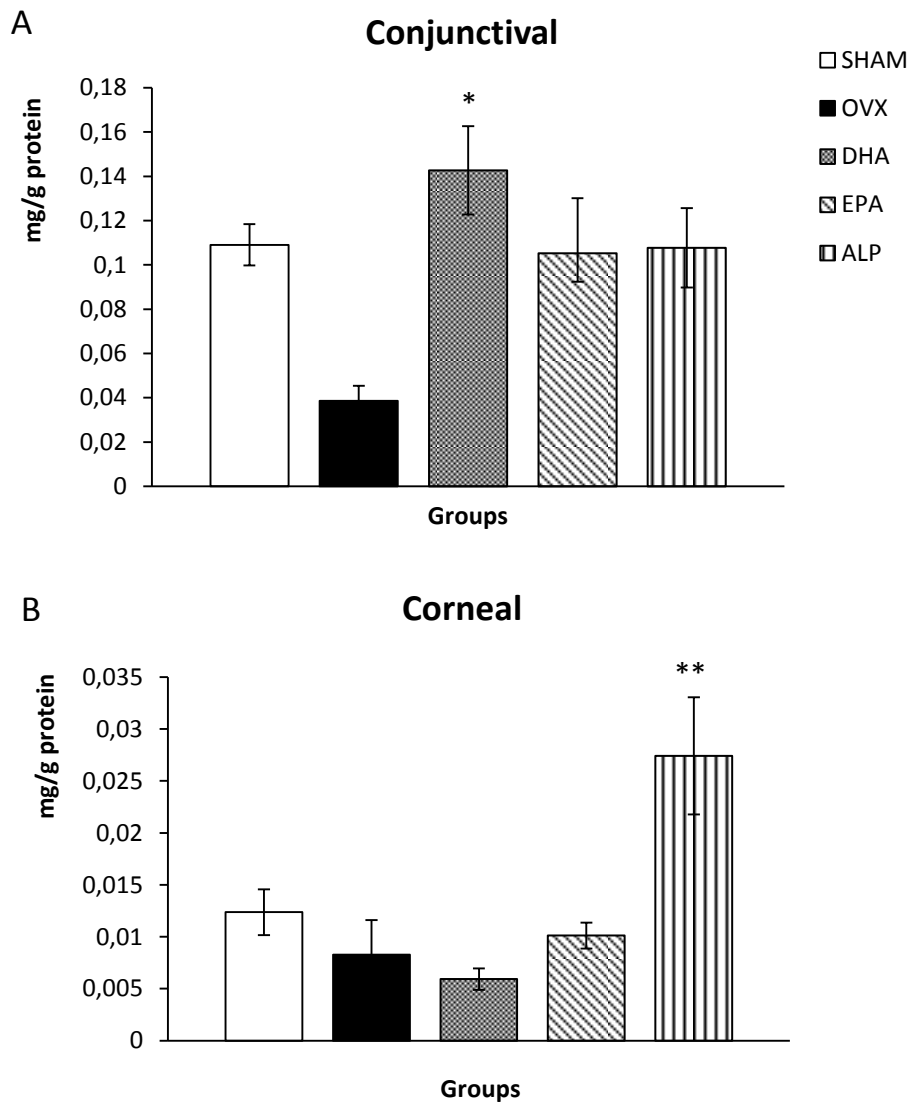 A
Conjunctival
mg/g protein
0,18
0,16
0,14
0,12
0,1
0,08
0,06
0,04
0,02
0
*
Groups
SHAM
OVX
DHA
EPA
ALP
B
Corneal
mg/g protein
0,035
0,03
0,025
0,02
0,015
0,01
0,005
0
**
Groups